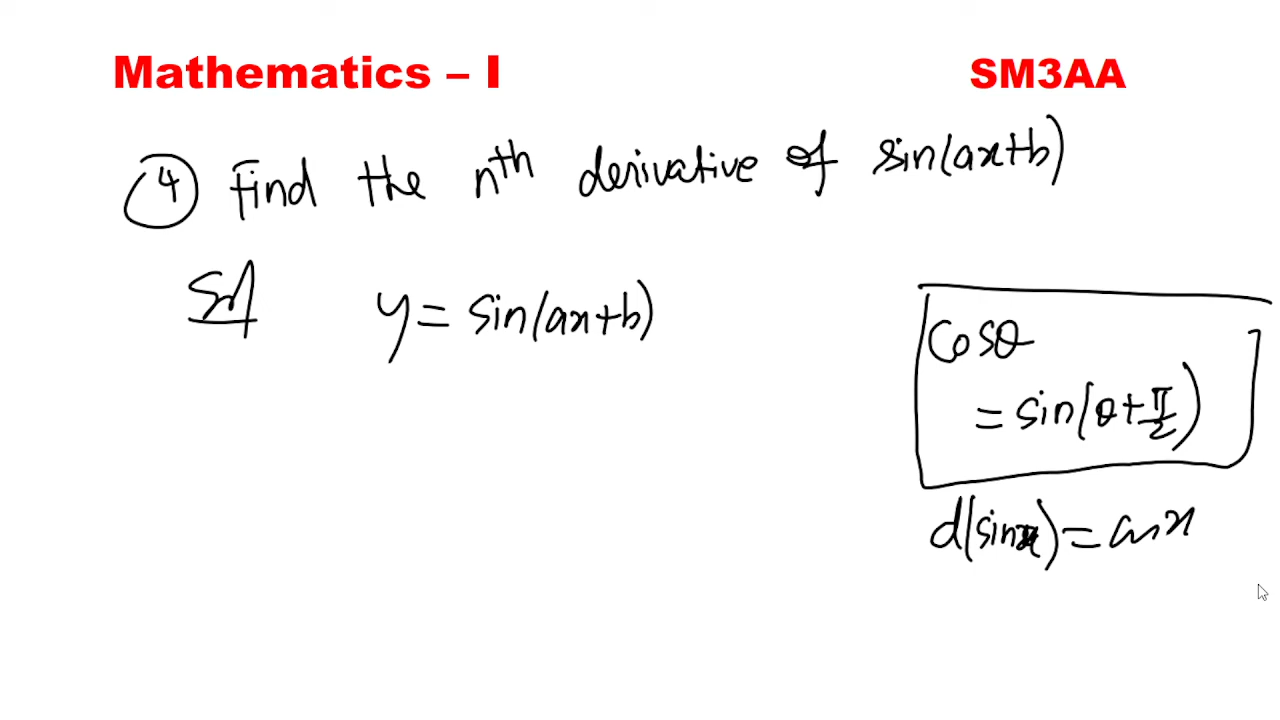 Mathematics – I SM3AA
4 Find the nth derivative of sin(ax+b)
Sol y = sin(ax+b)
Cosθ
= sin(θ + π/2)
d(sinx) = cosx